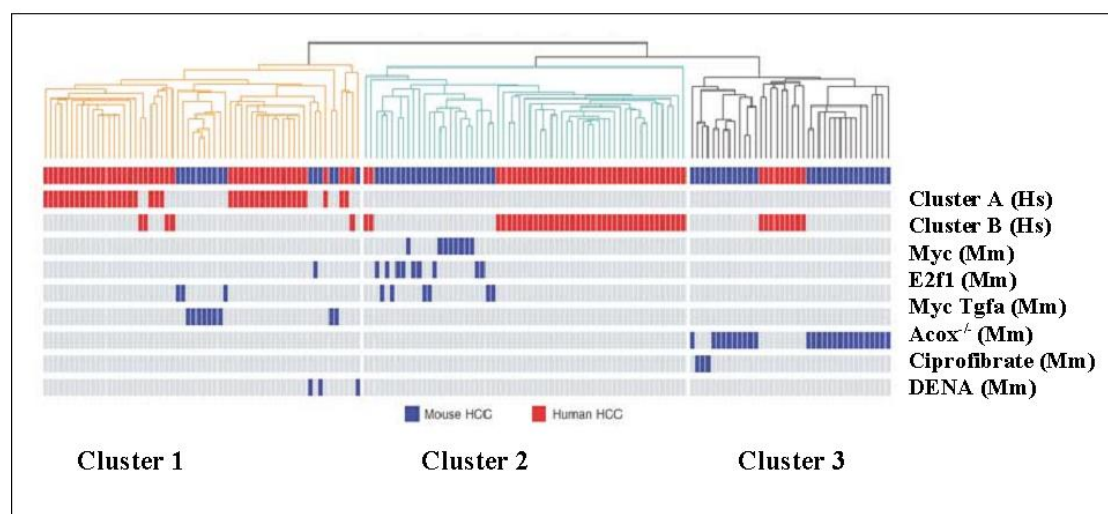 Cluster A (Hs)
Cluster B (Hs)
Myc (Mm)
E2f1 (Mm)
Myc Tgfa (Mm)
Acox-/- (Mm)
Ciprofibrate (Mm)
DENA (Mm)
Mouse HCC Human HCC
Cluster 1 Cluster 2 Cluster 3